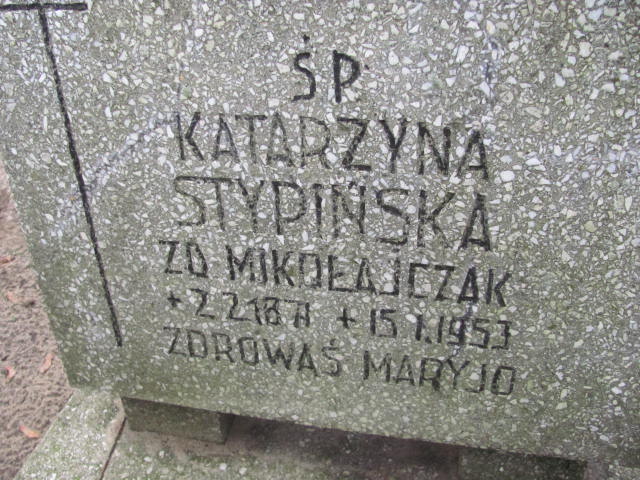 ŚP.
KATARZYNA
STYPIŃSKA
ZD MIKOŁAJCZAK
+ 2.2.1871 + 15.1.1953
ZDROWAŚ MARYJO